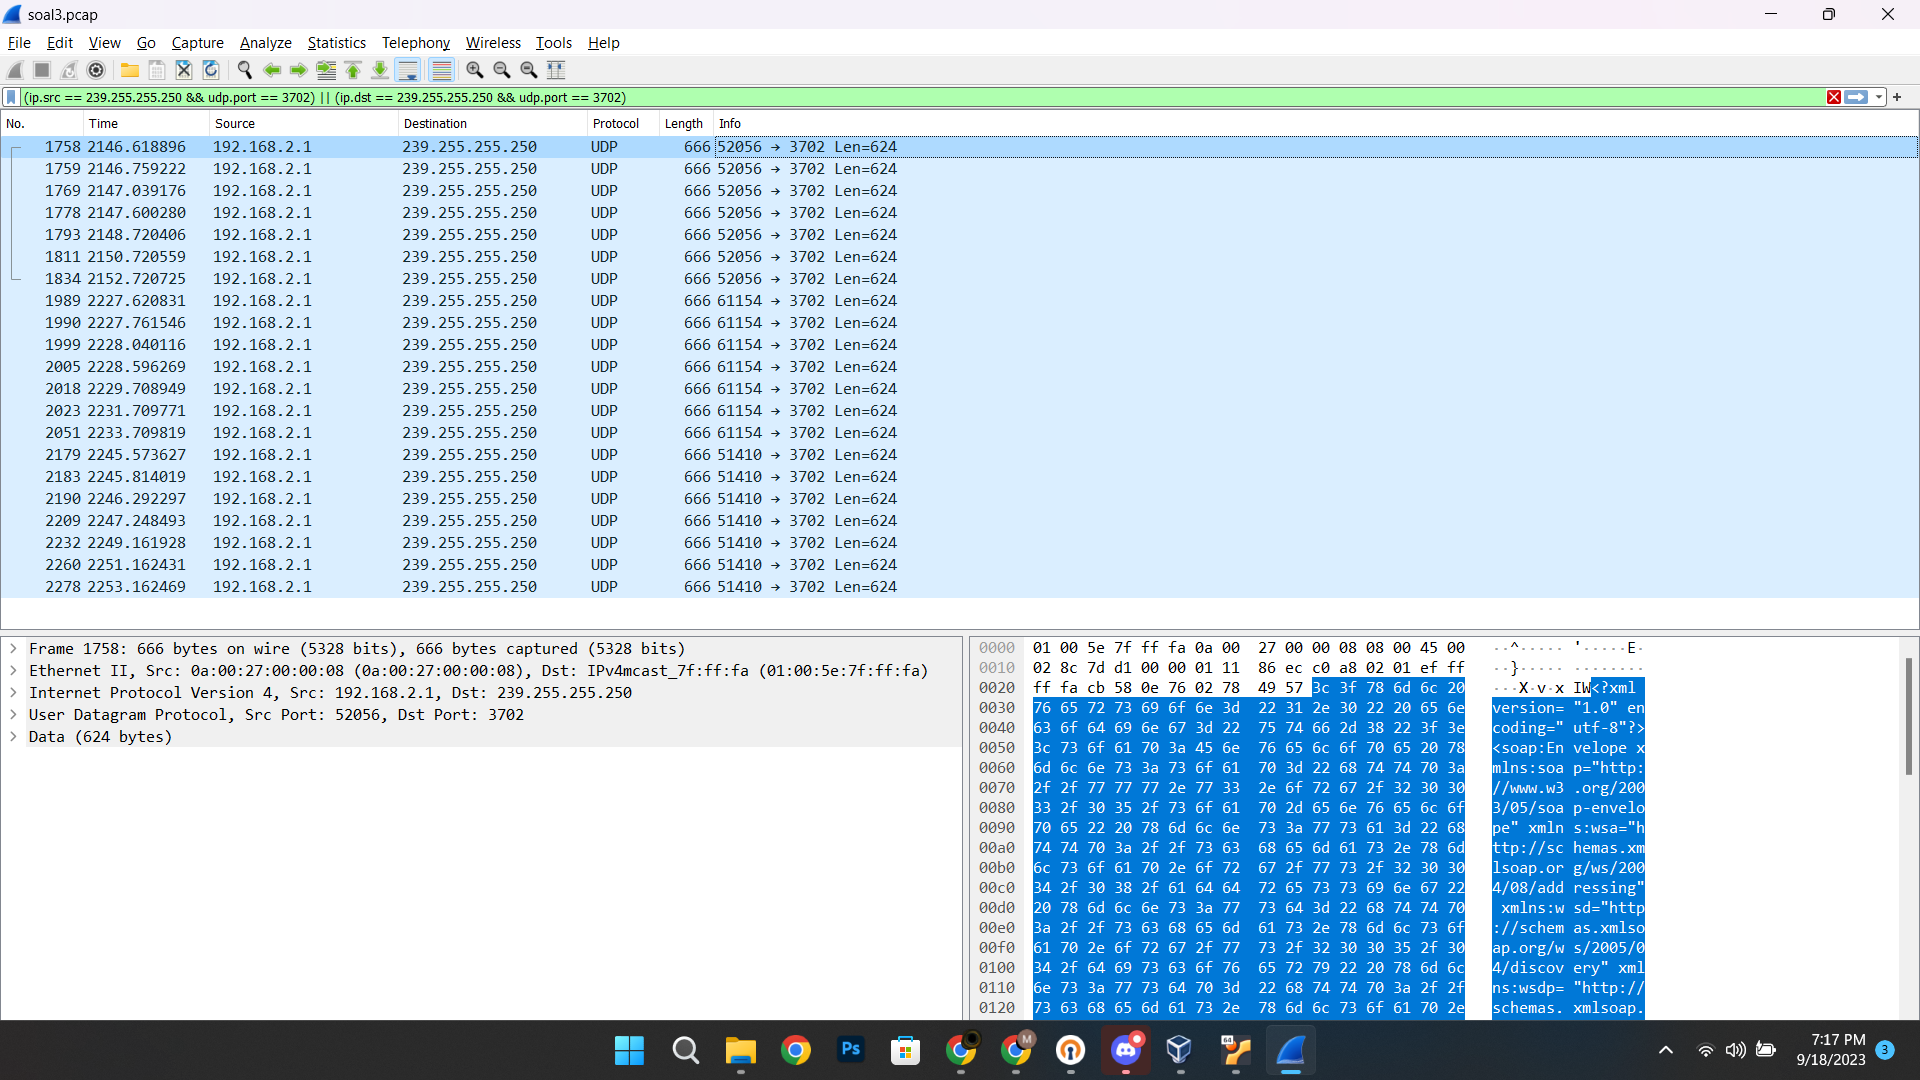 soal3.pcap
File Edit View Go Capture Analyze Statistics Telephony Wireless Tools Help
(ip.src == 239.255.255.250 && udp.port == 3702) || (ip.dst == 239.255.255.250 && udp.port == 3702)
No. Time Source Destination Protocol Length Info
1758 2146.618896 192.168.2.1 239.255.255.250 UDP 666 52056 → 3702 Len=624
1759 2146.759222 192.168.2.1 239.255.255.250 UDP 666 52056 → 3702 Len=624
1769 2147.039176 192.168.2.1 239.255.255.250 UDP 666 52056 → 3702 Len=624
1778 2147.600280 192.168.2.1 239.255.255.250 UDP 666 52056 → 3702 Len=624
1793 2148.720406 192.168.2.1 239.255.255.250 UDP 666 52056 → 3702 Len=624
1811 2150.720559 192.168.2.1 239.255.255.250 UDP 666 52056 → 3702 Len=624
1834 2152.720725 192.168.2.1 239.255.255.250 UDP 666 52056 → 3702 Len=624
1989 2227.620831 192.168.2.1 239.255.255.250 UDP 666 61154 → 3702 Len=624
1990 2227.761546 192.168.2.1 239.255.255.250 UDP 666 61154 → 3702 Len=624
1999 2228.040116 192.168.2.1 239.255.255.250 UDP 666 61154 → 3702 Len=624
2005 2228.596269 192.168.2.1 239.255.255.250 UDP 666 61154 → 3702 Len=624
2018 2229.708949 192.168.2.1 239.255.255.250 UDP 666 61154 → 3702 Len=624
2023 2231.709771 192.168.2.1 239.255.255.250 UDP 666 61154 → 3702 Len=624
2051 2233.709819 192.168.2.1 239.255.255.250 UDP 666 61154 → 3702 Len=624
2179 2245.573627 192.168.2.1 239.255.255.250 UDP 666 51410 → 3702 Len=624
2183 2245.814019 192.168.2.1 239.255.255.250 UDP 666 51410 → 3702 Len=624
2190 2246.292297 192.168.2.1 239.255.255.250 UDP 666 51410 → 3702 Len=624
2209 2247.248493 192.168.2.1 239.255.255.250 UDP 666 51410 → 3702 Len=624
2232 2249.161928 192.168.2.1 239.255.255.250 UDP 666 51410 → 3702 Len=624
2260 2251.162431 192.168.2.1 239.255.255.250 UDP 666 51410 → 3702 Len=624
2278 2253.162469 192.168.2.1 239.255.255.250 UDP 666 51410 → 3702 Len=624
Frame 1758: 666 bytes on wire (5328 bits), 666 bytes captured (5328 bits)
Ethernet II, Src: 0a:00:27:00:00:08 (0a:00:27:00:00:08), Dst: IPv4mcast_7f:ff:fa (01:00:5e:7f:ff:fa)
Internet Protocol Version 4, Src: 192.168.2.1, Dst: 239.255.255.250
User Datagram Protocol, Src Port: 52056, Dst Port: 3702
Data (624 bytes)
0000 01 00 5e 7f ff fa 0a 00 27 00 00 08 08 00 45 00 ··^····· '·····E·
0010 02 8c 7d d1 00 00 01 11 86 ec c0 a8 02 01 ef ff ··}····· ········
0020 ff fa cb 58 0e 76 02 78 49 57 3c 3f 78 6d 6c 20 ···X·v·x IW<?xml
0030 76 65 72 73 69 6f 6e 3d 22 31 2e 30 22 20 65 6e version= "1.0" en
0040 63 6f 64 69 6e 67 3d 22 75 74 66 2d 38 22 3f 3e coding=" utf-8"?>
0050 3c 73 6f 61 70 3a 45 6e 76 65 6c 6f 70 65 20 78 <soap:En velope x
0060 6d 6c 6e 73 3a 73 6f 61 70 3d 22 68 74 74 70 3a mlns:soa p="http:
0070 2f 2f 77 77 77 2e 77 33 2e 6f 72 67 2f 32 30 30 //www.w3 .org/200
0080 33 2f 30 35 2f 73 6f 61 70 2d 65 6e 76 65 6c 6f 3/05/soa p-envelo
0090 70 65 22 20 78 6d 6c 6e 73 3a 77 73 61 3d 22 68 pe" xmln s:wsa="h
00a0 74 74 70 3a 2f 2f 73 63 68 65 6d 61 73 2e 78 6d ttp://sc hemas.xm
00b0 6c 73 6f 61 70 2e 6f 72 67 2f 77 73 2f 32 30 30 lsoap.or g/ws/200
00c0 34 2f 30 38 2f 61 64 64 72 65 73 73 69 6e 67 22 4/08/add ressing"
00d0 20 78 6d 6c 6e 73 3a 77 73 64 3d 22 68 74 74 70 xmlns:w sd="http
00e0 3a 2f 2f 73 63 68 65 6d 61 73 2e 78 6d 6c 73 6f ://schem as.xmlso
00f0 61 70 2e 6f 72 67 2f 77 73 2f 32 30 30 35 2f 30 ap.org/w s/2005/0
0100 34 2f 64 69 73 63 6f 76 65 72 79 22 20 78 6d 6c 4/discov ery" xml
0110 6e 73 3a 77 73 64 70 3d 22 68 74 74 70 3a 2f 2f ns:wsdp= "http://
0120 73 63 68 65 6d 61 73 2e 78 6d 6c 73 6f 61 70 2e schemas. xmlsoap.
Ps
M
64
7:17 PM
9/18/2023
3